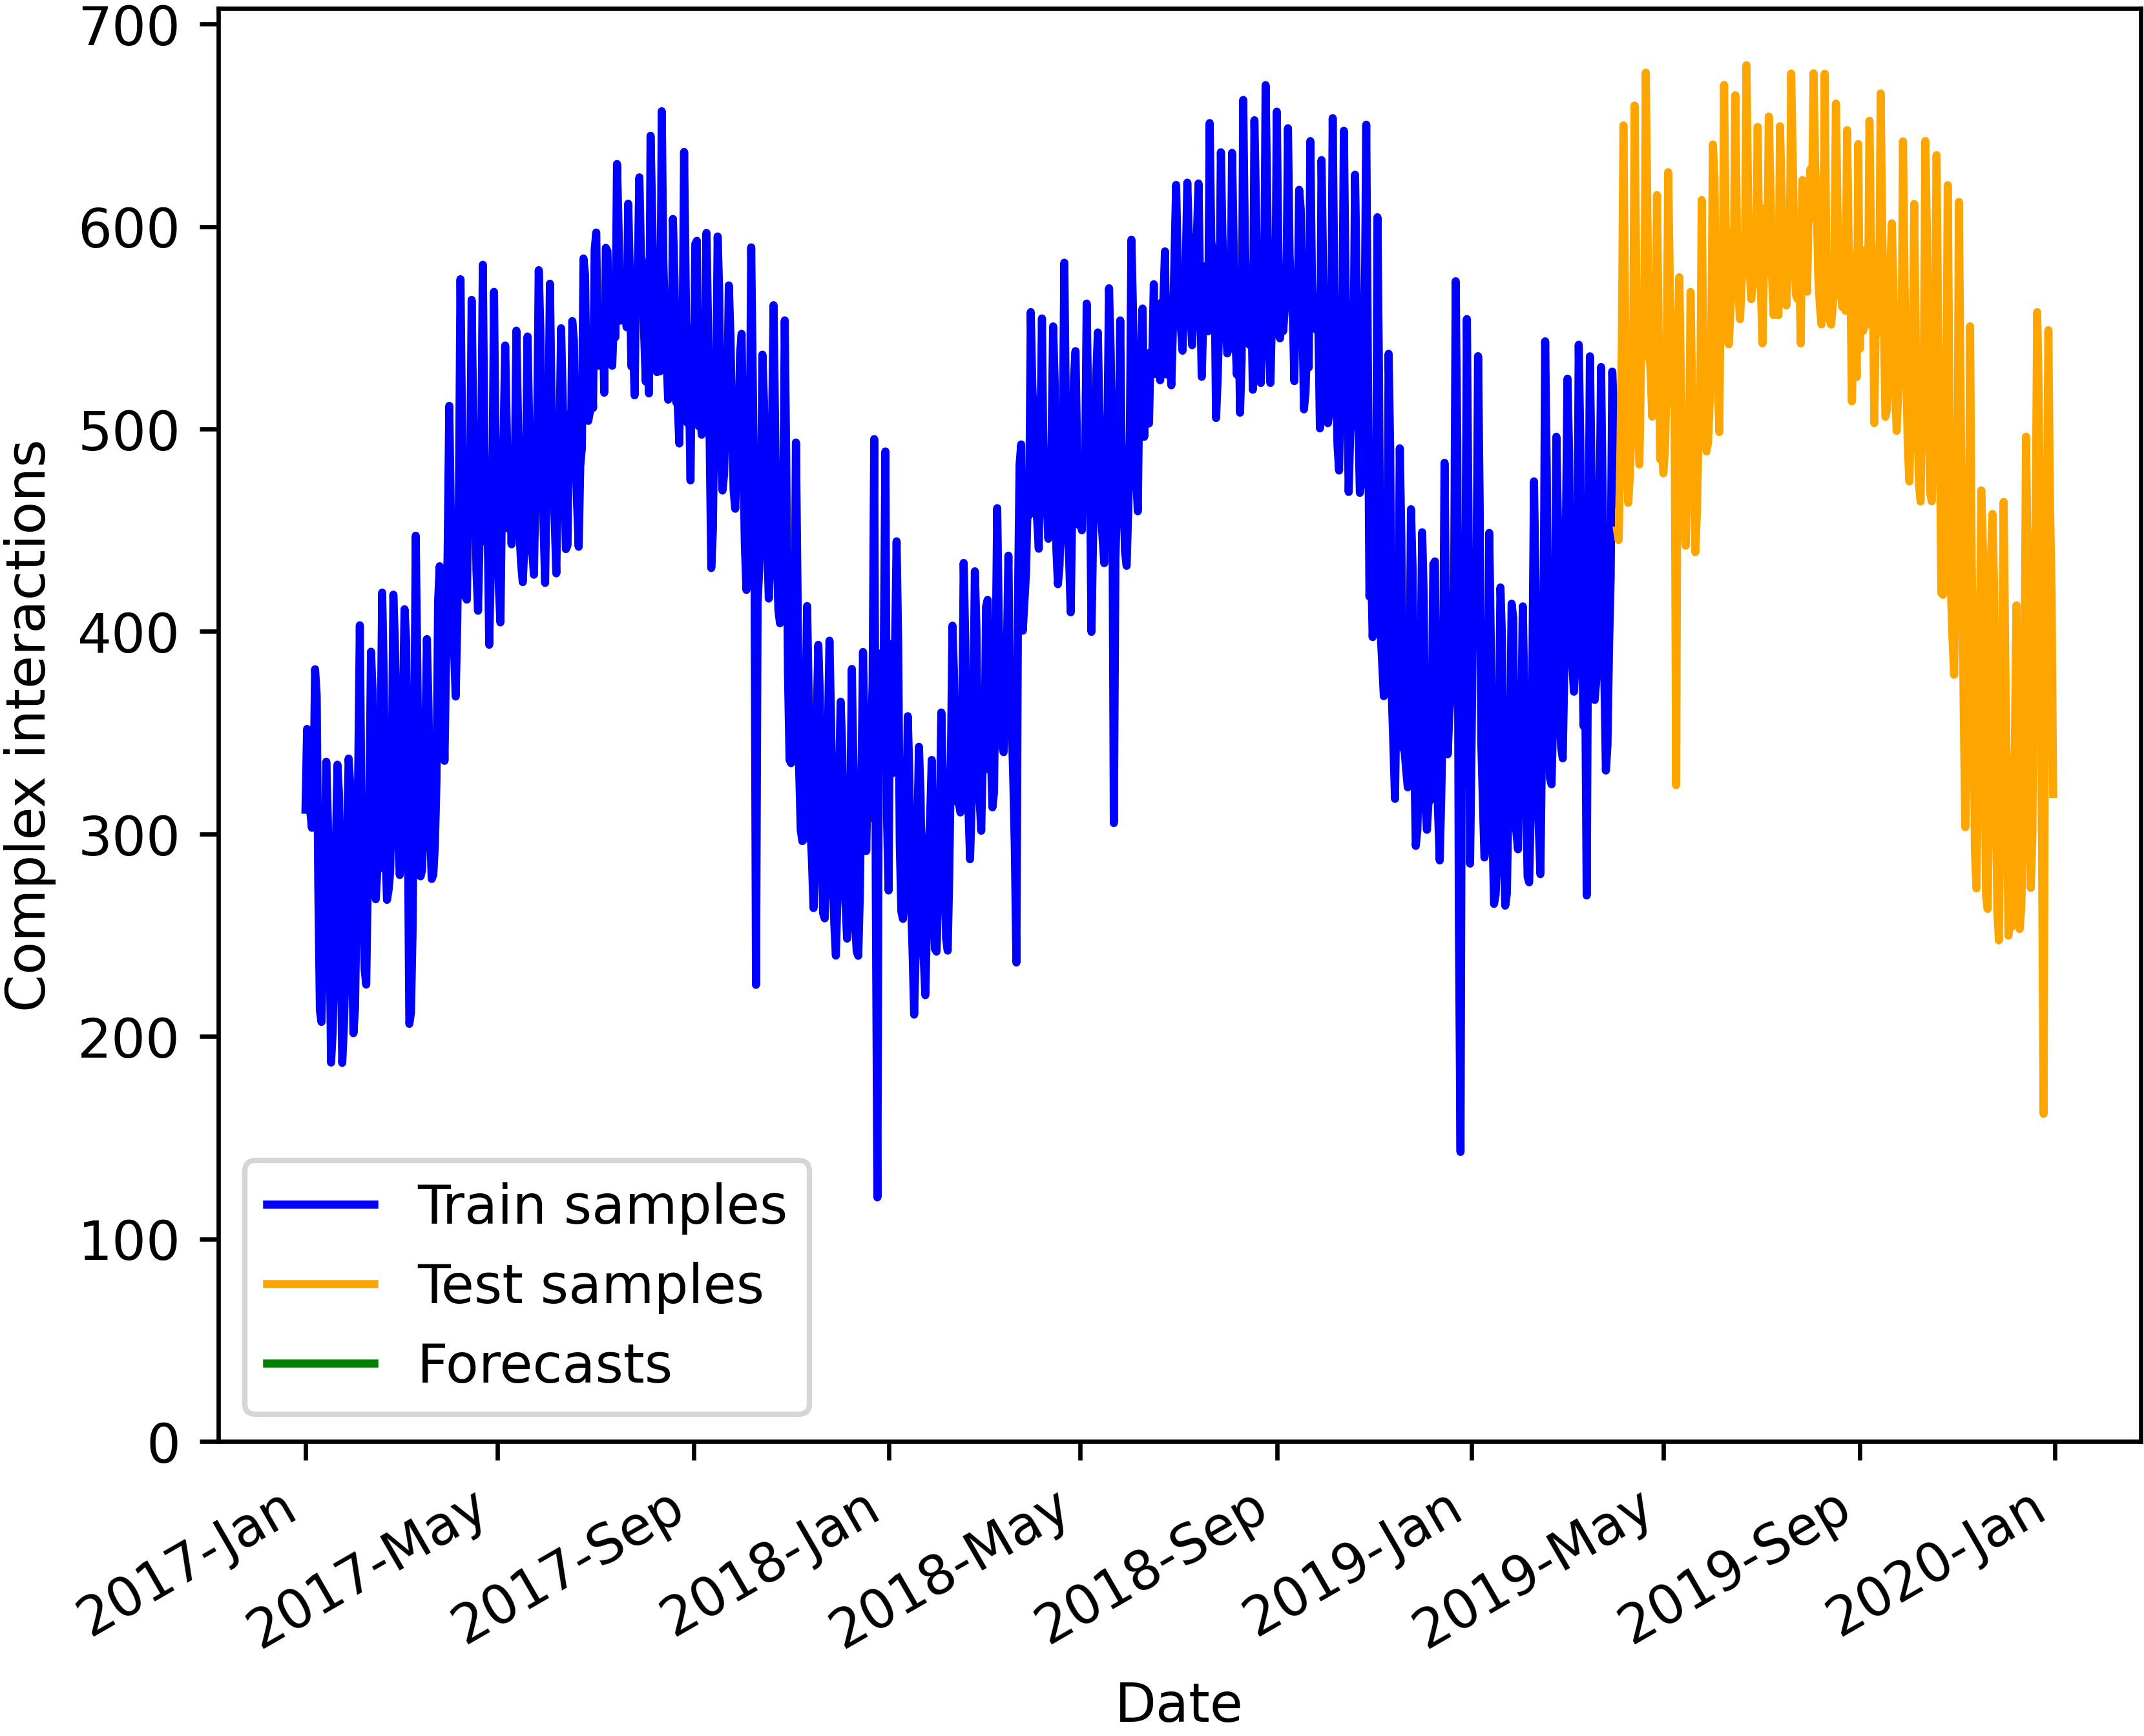 700
600
500
400
300
200
100
0
Complex interactions
Train samples
Test samples
Forecasts
2017-Jan
2017-May
2017-Sep
2018-Jan
2018-May
2018-Sep
2019-Jan
2019-May
2019-Sep
2020-Jan
Date